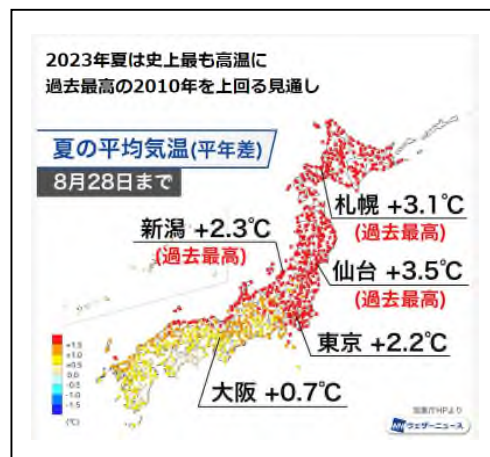 2023年夏は史上最も高温に
過去最高の2010年を上回る見通し
夏の平均気温(平年差)
8月28日まで
札幌 +3.1℃
(過去最高)
新潟 +2.3℃
(過去最高)
仙台 +3.5℃
(過去最高)
東京 +2.2℃
大阪 +0.7℃
+1.5
+1.0
+0.5
0.0
-0.5
-1.0
-1.5
(℃)
気象庁HPより
ウェザーニュース